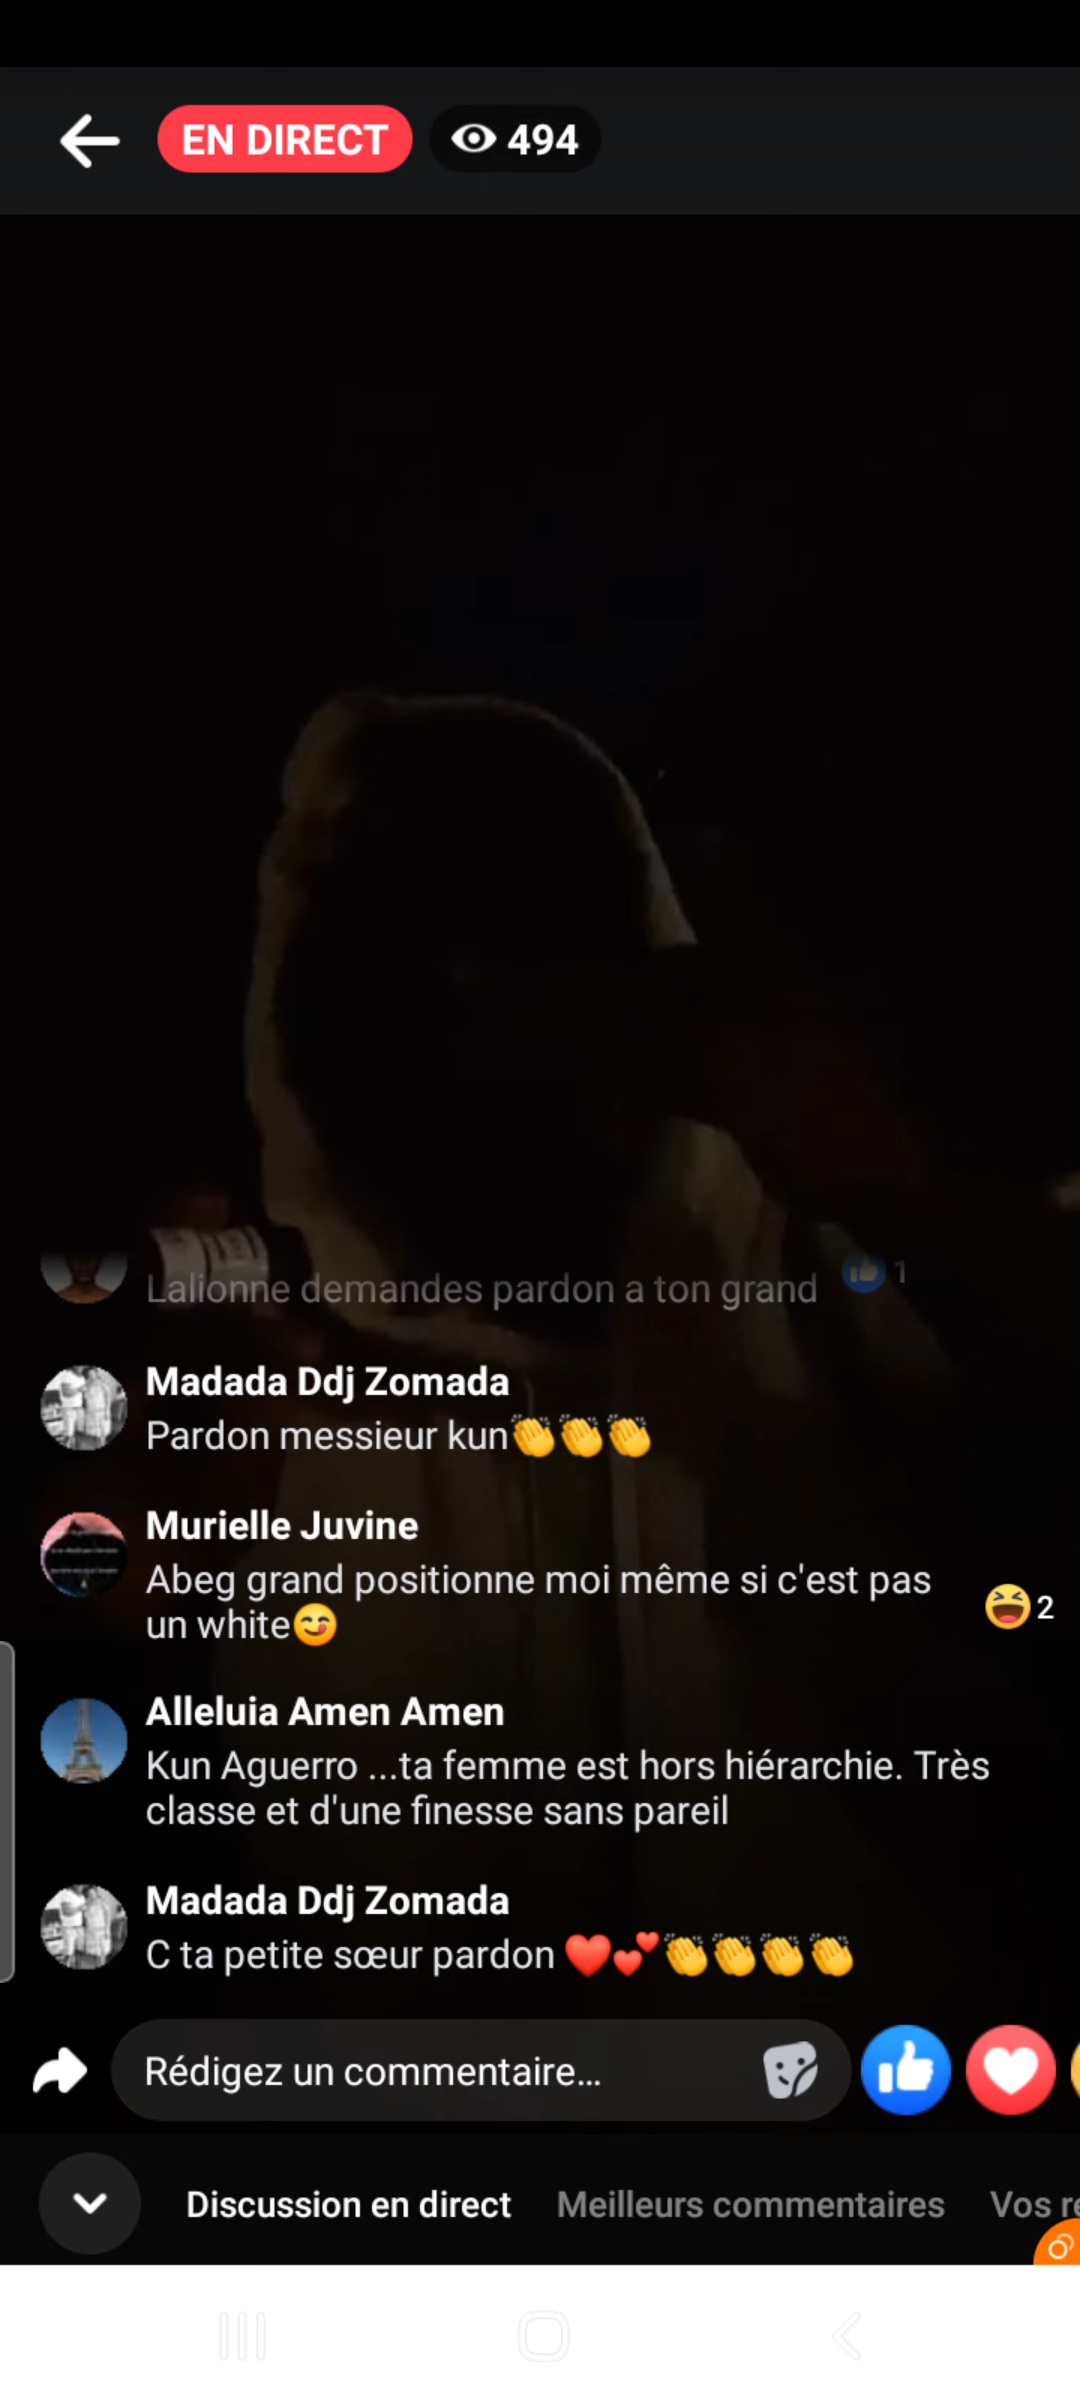 EN DIRECT
494
Lalionne demandes pardon a ton grand
1
Madada Ddj Zomada
Pardon messieur kun👏👏👏
Murielle Juvine
Abeg grand positionne moi même si c'est pas
un white😋
2
Alleluia Amen Amen
Kun Aguerro ...ta femme est hors hiérarchie. Très
classe et d'une finesse sans pareil
Madada Ddj Zomada
C ta petite sœur pardon ❤️💕👏👏👏👏
Rédigez un commentaire...
Discussion en direct
Meilleurs commentaires
Vos